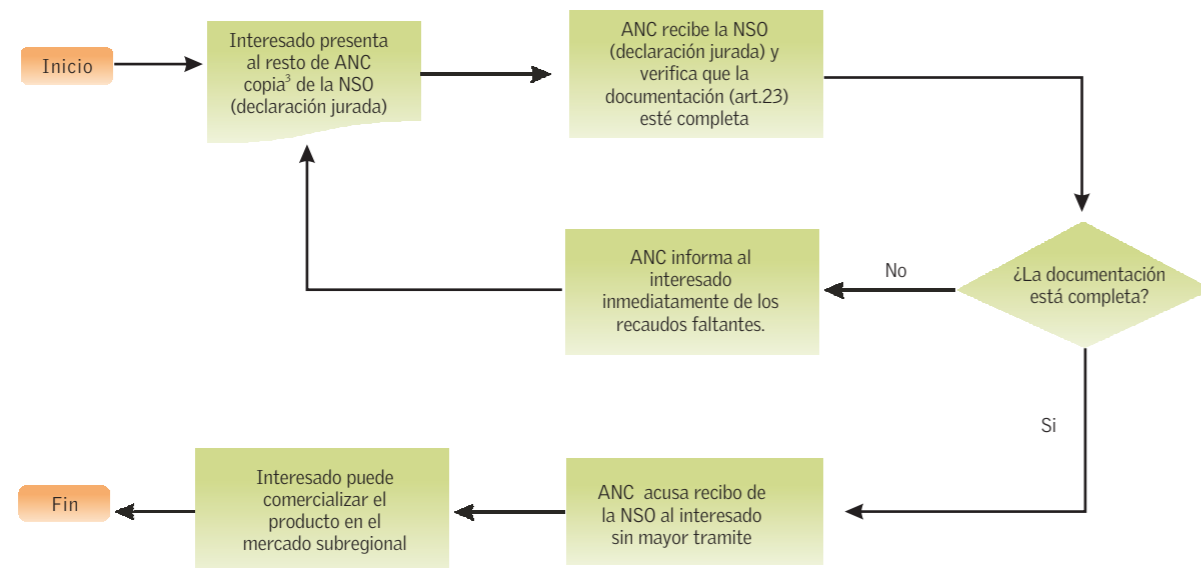 Inicio
Interesado presenta
al resto de ANC
copia³ de la NSO
(declaración jurada)
ANC recibe la NSO
(declaración jurada) y
verifica que la
documentación (art.23)
esté completa
¿La documentación
está completa?
No
ANC informa al
interesado
inmediatamente de los
recaudos faltantes.
Si
ANC acusa recibo de
la NSO al interesado
sin mayor tramite
Interesado puede
comercializar el
producto en el
mercado subregional
Fin